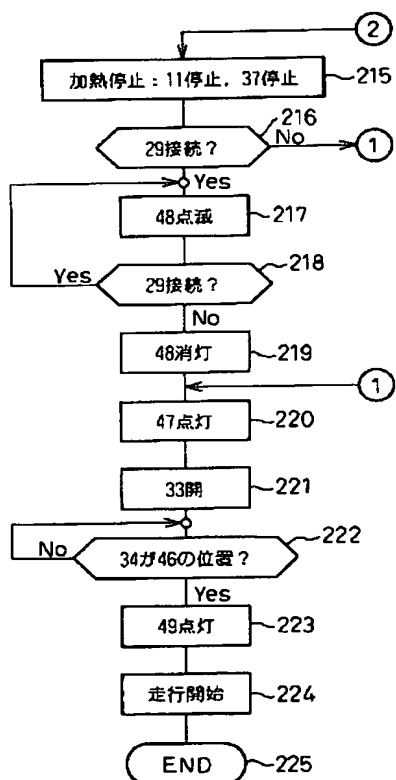 ②
加熱停止：11停止，37停止 215
216
29接続？ No ①
Yes
48点滅 217
218
Yes 29接続？
No
48消灯 219
①
47点灯 220
33開 221
222
No 34が46の位置？
Yes
49点灯 223
走行開始 224
END 225